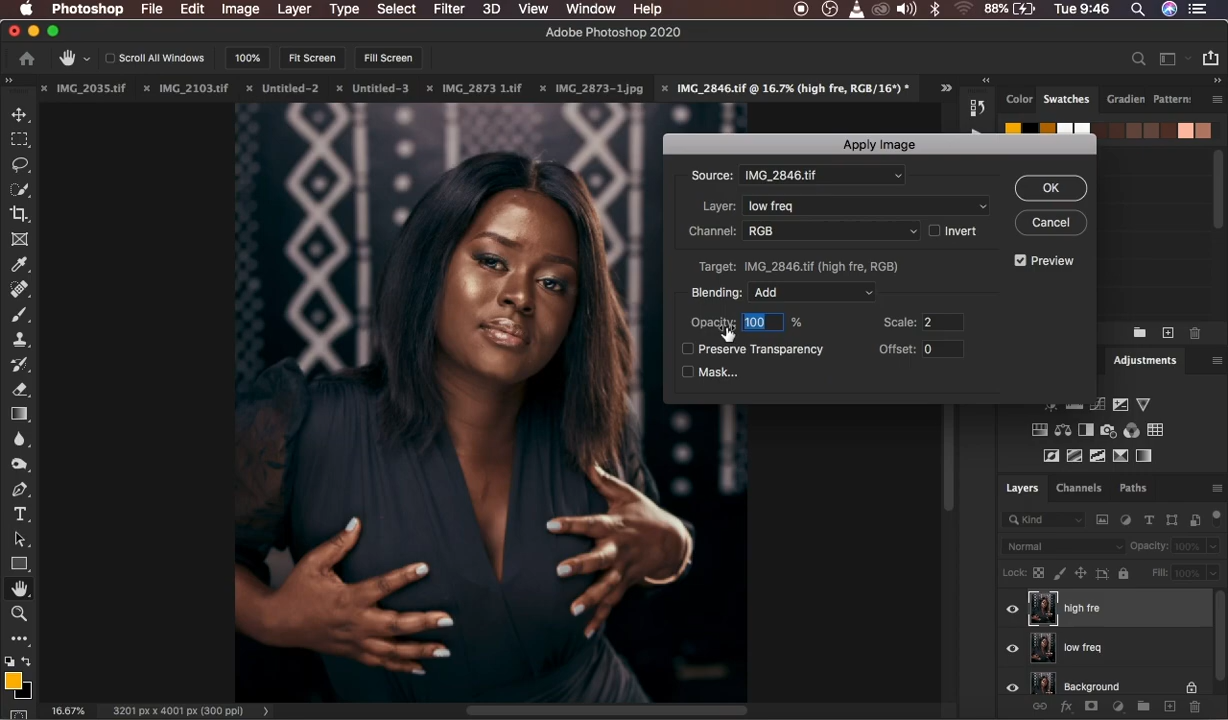 Photoshop File Edit Image Layer Type Select Filter 3D View Window Help 88% Tue 9:46
Adobe Photoshop 2020
Scroll All Windows 100% Fit Screen Fill Screen
IMG_2035.tif IMG_2103.tif Untitled-2 Untitled-3 IMG_2873 1.tif IMG_2873-1.jpg IMG_2846.tif @ 16.7% (high fre, RGB/16*) *
Color Swatches Gradien Pattern:
Apply Image
Source: IMG_2846.tif
OK
Layer: low freq
Cancel
Channel: RGB Invert
Preview
Target: IMG_2846.tif (high fre, RGB)
Blending: Add
Opacity: 100 % Scale: 2
Preserve Transparency Offset: 0
Mask...
Adjustments
Layers Channels Paths
Kind
Normal Opacity: 100%
Lock: Fill: 100%
high fre
low freq
Background
16.67% 3201 px x 4001 px (300 ppi)